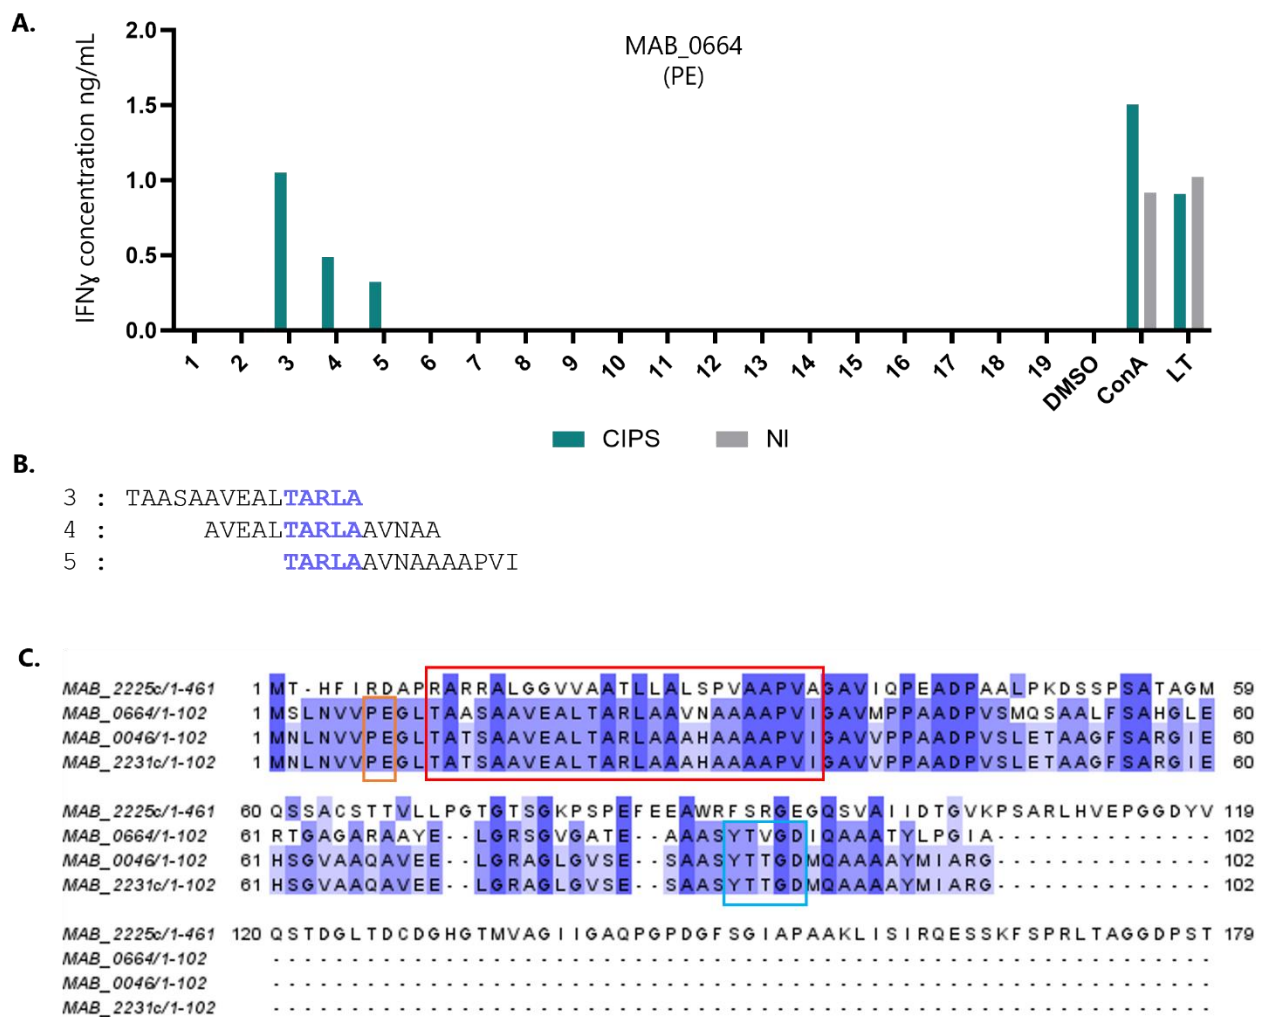 A.
MAB_0664
(PE)
IFNɣ concentration ng/mL
2.0
1.5
1.0
0.5
0.0
1 2 3 4 5 6 7 8 9 10 11 12 13 14 15 16 17 18 19 DMSO ConA LT
CIPS NI
B.
3 : TAASAAVEALTARLA
4 : AVEALTARLAAVNAA
5 : TARLAAVNAAAAPVI
C.
MAB_2225c/1-461 1 MT-HFIRDAPRARRALGGVVAATLLALSPVAAPVAGAVIQPEADPAALPKDSSPSATAGM 59
MAB_0664/1-102 1 MSLNVVPEGLTAASAAVEALTARLAAVNAAAAPVIGAVMPPAADPVSMQSAALFSAHGLE 60
MAB_0046/1-102 1 MNLNVVPEGLTATSAAVEALTARLAAAHAAAAPVIGAVVPPAADPVSLETAAGFSARGIE 60
MAB_2231c/1-102 1 MNLNVVPEGLTATSAAVEALTARLAAAHAAAAPVIGAVVPPAADPVSLETAAGFSARGIE 60
MAB_2225c/1-461 60 QSSACSTTVLLPGTGTSGKPSPEFEEAWRFSRGEGQSVAIIDTGVKPSARLHVEPGGDYV 119
MAB_0664/1-102 61 RTGAGARAAYE--LGRSGVGATE--AAASYTVGDIQAAATYLPGIA-------------- 102
MAB_0046/1-102 61 HSGVAAQAVEE--LGRAGLGVSE--SAASYTTGDMQAAAAYMIARG-------------- 102
MAB_2231c/1-102 61 HSGVAAQAVEE--LGRAGLGVSE--SAASYTTGDMQAAAAYMIARG-------------- 102
MAB_2225c/1-461 120 QSTDGLTDCDGHGTMVAGIIGAQPGPDGFSGIAPAAKLISIRQESSKFSPRLTAGGDPST 179
MAB_0664/1-102 ------------------------------------------------------------
MAB_0046/1-102 ------------------------------------------------------------
MAB_2231c/1-102 ------------------------------------------------------------